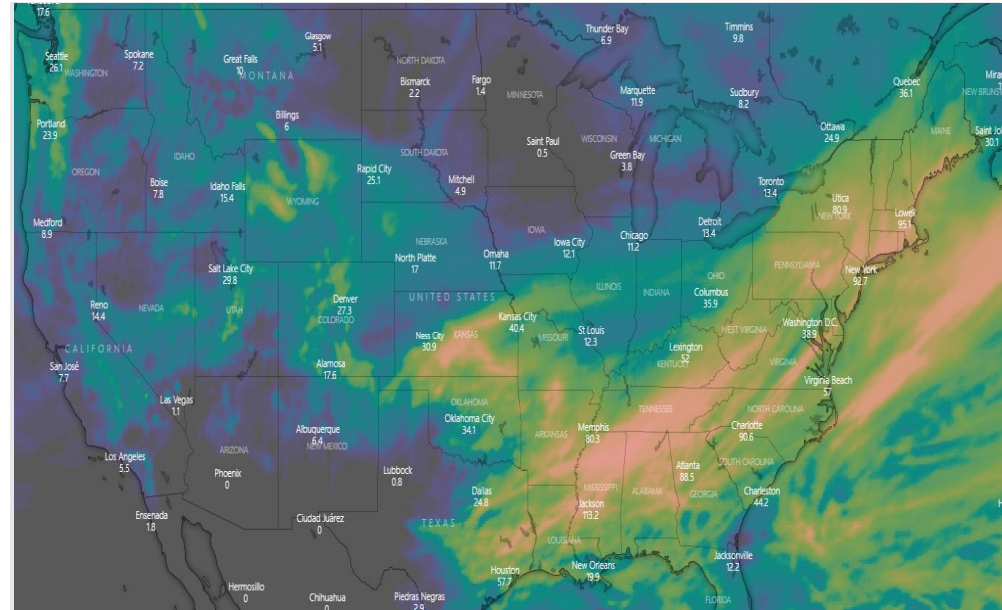 17.6
Seattle
26.1
WASHINGTON
Spokane
7.2
Great Falls
10
MONTANA
Glasgow
5.1
NORTH DAKOTA
Bismarck
2.2
Fargo
1.4
MINNESOTA
Thunder Bay
6.9
Timmins
9.8
Marquette
11.9
Sudbury
8.2
Quebec
36.1
NEW BRUNS
MAINE
Portland
23.9
OREGON
Billings
6
Saint Paul
0.5
WISCONSIN
MICHIGAN
Ottawa
24.9
Saint Jo
30.1
IDAHO
Boise
7.8
Idaho Falls
15.4
WYOMING
Rapid City
25.1
SOUTH DAKOTA
Mitchell
4.9
Green Bay
3.8
Toronto
13.4
Utica
80.9
NEW YORK
Lowell
95.1
Medford
8.9
Salt Lake City
29.8
NEBRASKA
North Platte
17
Omaha
11.7
IOWA
Iowa City
12.1
Chicago
11.2
Detroit
13.4
PENNSYLVANIA
New York
92.7
Reno
14.4
NEVADA
UTAH
Denver
27.3
COLORADO
UNITED STATES
ILLINOIS
INDIANA
OHIO
Columbus
35.9
CALIFORNIA
San José
7.7
Ness City
30.9
KANSAS
Kansas City
40.4
MISSOURI
St Louis
12.3
WEST VIRGINIA
Washington D.C.
38.9
Alamosa
17.6
Lexington
52
KENTUCKY
VIRGINIA
Virginia Beach
57
Las Vegas
1.1
OKLAHOMA
Oklahoma City
34.1
ARKANSAS
Memphis
80.3
TENNESSEE
NORTH CAROLINA
Charlotte
90.6
Los Angeles
5.5
ARIZONA
Phoenix
0
Albuquerque
6.4
NEW MEXICO
Lubbock
0.8
Atlanta
88.5
SOUTH CAROLINA
Ensenada
1.8
Ciudad Juárez
0
TEXAS
Dallas
24.8
MISSISSIPPI
Jackson
113.2
ALABAMA
GEORGIA
Charleston
44.2
LOUISIANA
Jacksonville
12.2
Hermosillo
0
Chihuahua
0
Piedras Negras
2.9
Houston
57.7
New Orleans
19.9
FLORIDA